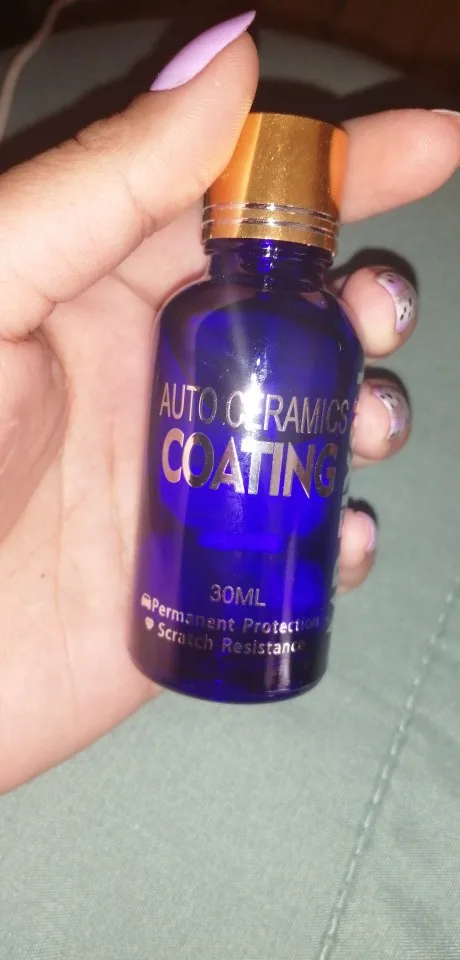 AUTO CERAMICS
COATING
30ML
Permanent Protection
Scratch Resistance